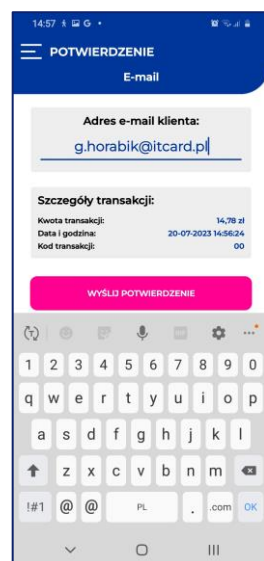 14:57 G •
POTWIERDZENIE
E-mail
Adres e-mail klienta:
g.horabik@itcard.pl
Szczegóły transakcji:
Kwota transakcji: 14,78 zł
Data i godzina: 20-07-2023 14:56:24
Kod transakcji: 00
WYŚLIJ POTWIERDZENIE
GIF
1 2 3 4 5 6 7 8 9 0
q w e r t y u i o p
a s d f g h j k l
z x c v b n m
!#1 @ @ PL . .com OK